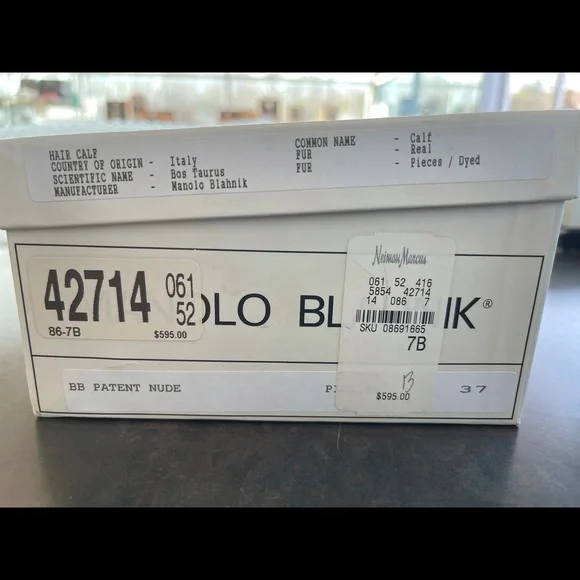 HAIR CALF
COUNTRY OF ORIGIN - Italy
SCIENTIFIC NAME - Bos Taurus
MANUFACTURER - Manolo Blahnik
COMMON NAME - Calf
FUR - Real
FUR - Pieces / Dyed
42714 061
52
86-7B $595.00
OLO BL IK®
Neiman Marcus
061 52 416
5854 42714
14 086 7
SKU 08691665
7B
13
$595.00
BB PATENT NUDE 37